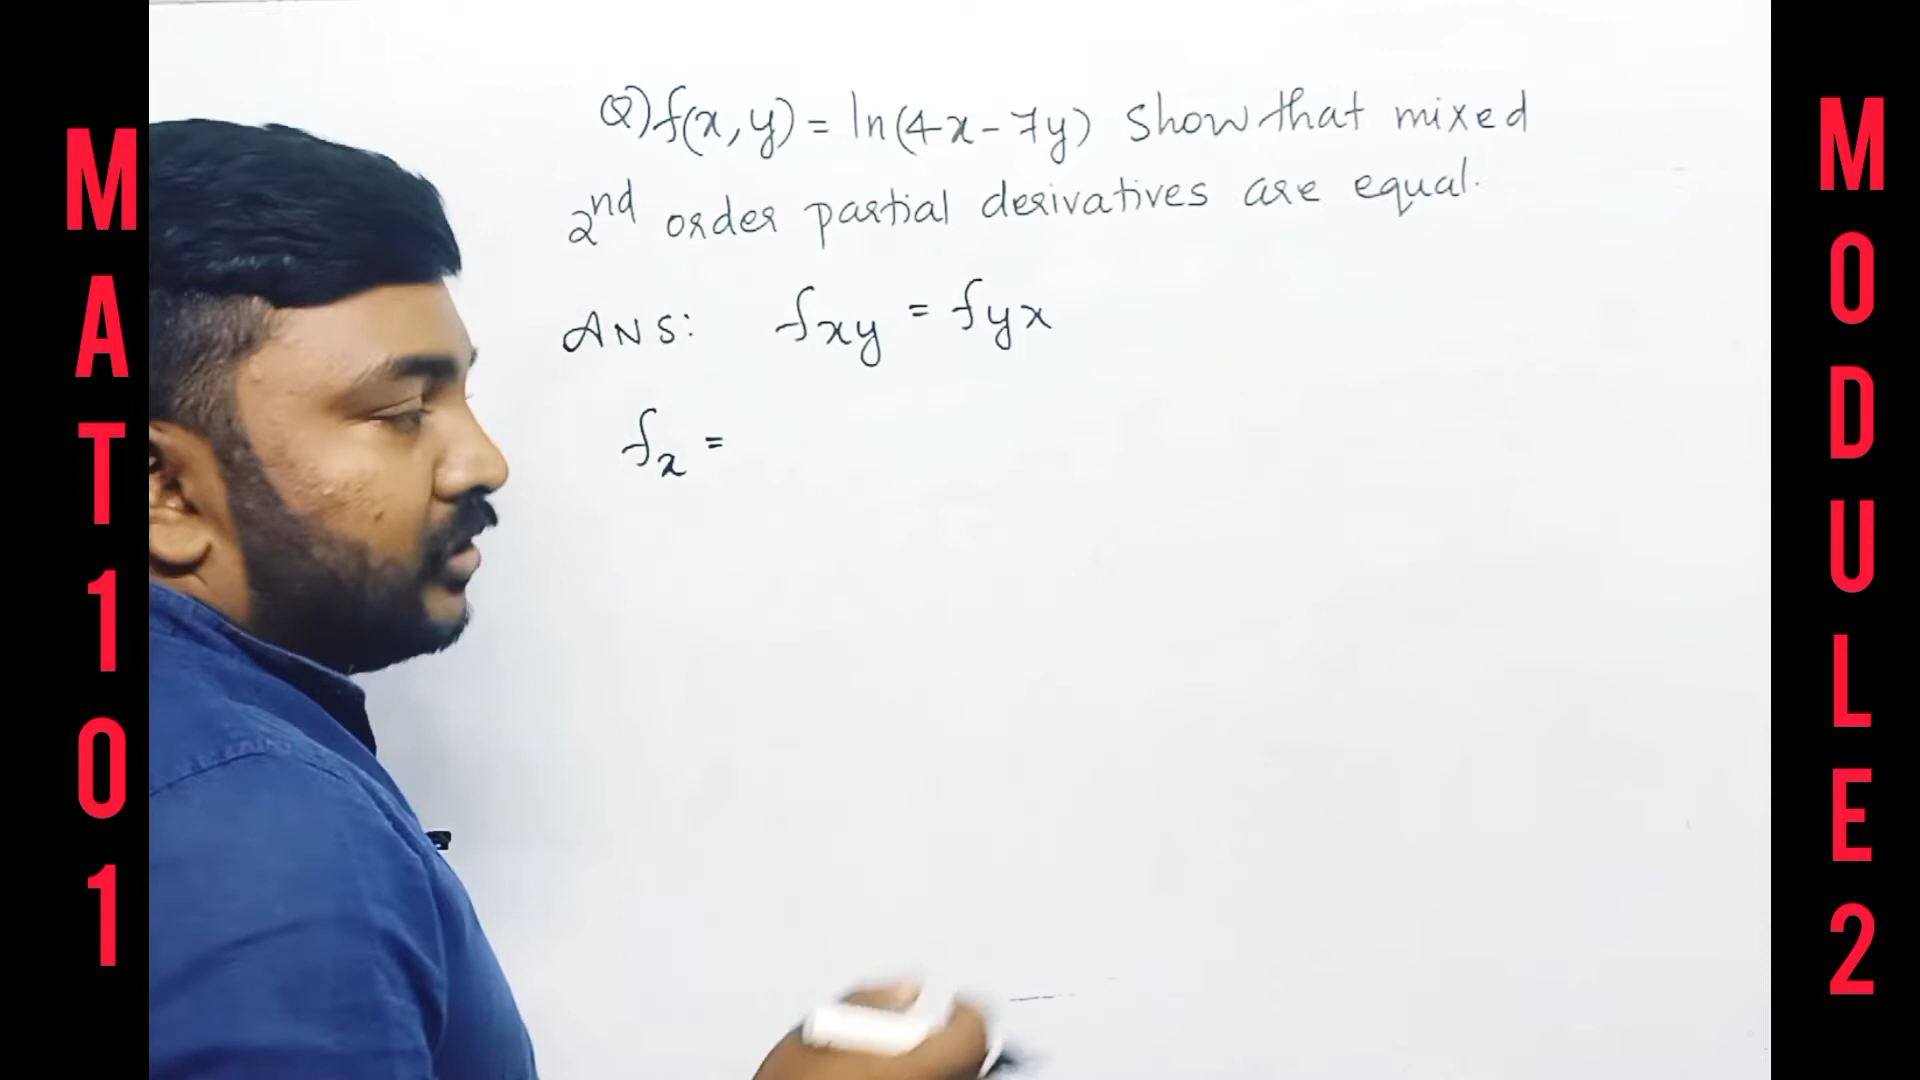 MAT101
Q) f(x,y) = ln(4x-7y) Show that mixed
2nd order partial derivatives are equal.
ANS: fxy = fyx
fx =
MODULE2